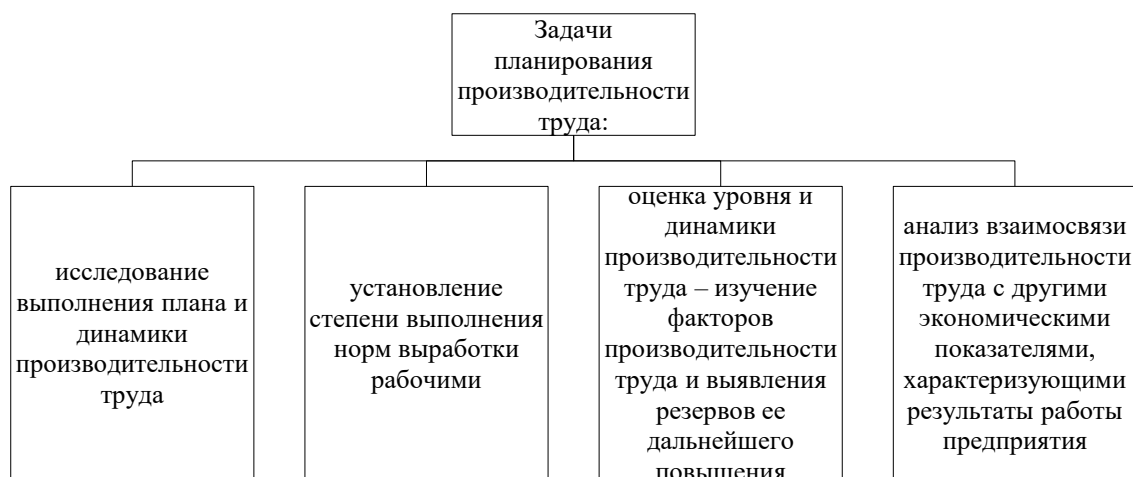 Задачи
планирования
производительности
труда:
исследование
выполнения плана и
динамики
производительности
труда
установление
степени выполнения
норм выработки
рабочими
оценка уровня и
динамики
производительности
труда – изучение
факторов
производительности
труда и выявления
резервов ее
дальнейшего
повышения
анализ взаимосвязи
производительности
труда с другими
экономическими
показателями,
характеризующими
результаты работы
предприятия